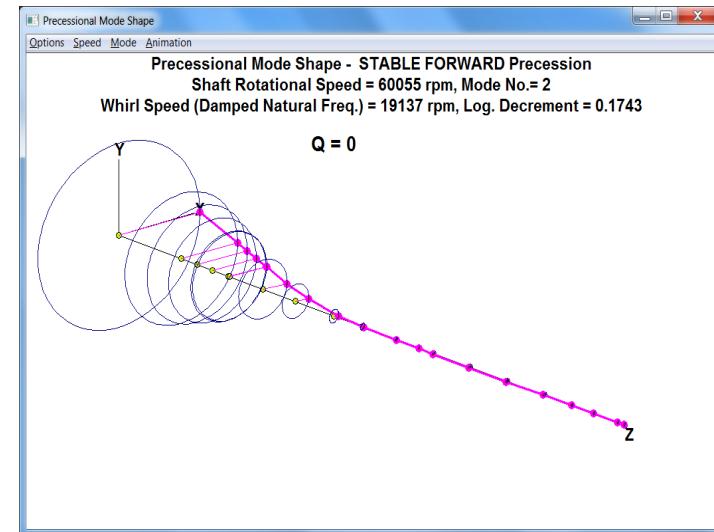 Precessional Mode Shape
Options Speed Mode Animation
Precessional Mode Shape - STABLE FORWARD Precession
Shaft Rotational Speed = 60055 rpm, Mode No.= 2
Whirl Speed (Damped Natural Freq.) = 19137 rpm, Log. Decrement = 0.1743
Q = 0
Y
Z